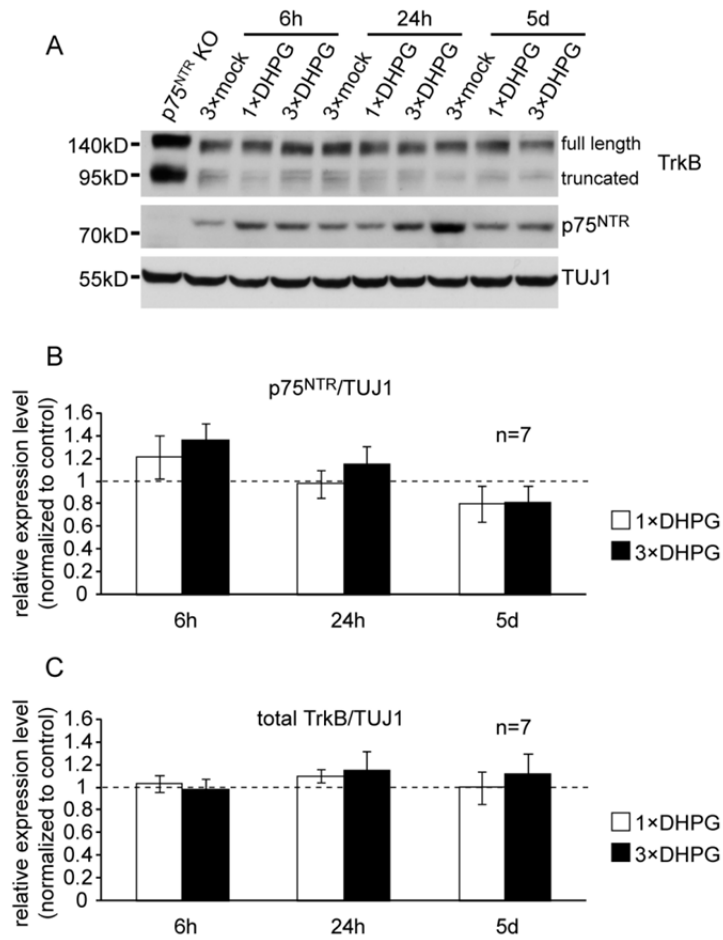 A
6h 24h 5d
p75NTR KO 3×mock 1×DHPG 3×DHPG 3×mock 1×DHPG 3×DHPG 3×mock 1×DHPG 3×DHPG
140kD full length
TrkB
95kD truncated
70kD p75NTR
55kD TUJ1
B
p75NTR/TUJ1
relative expression level
(normalized to control)
1.6
1.4
1.2
1
0.8
0.6
0.4
1.2
0
n=7
6h 24h 5d
1×DHPG
3×DHPG
C
total TrkB/TUJ1
relative expression level
(normalized to control)
1.6
1.4
1.2
1
0.8
0.6
0.4
1.2
0
n=7
6h 24h 5d
1×DHPG
3×DHPG